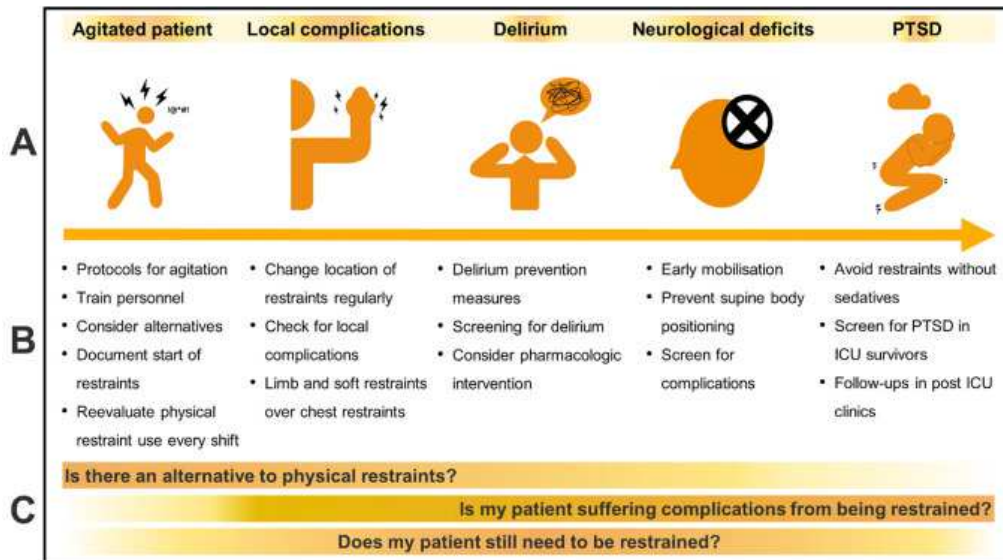 Agitated patient
Local complications
Delirium
Neurological deficits
PTSD
A
B
• Protocols for agitation
• Train personnel
• Consider alternatives
• Document start of
restraints
• Reevaluate physical
restraint use every shift
• Change location of
restraints regularly
• Check for local
complications
• Limb and soft restraints
over chest restraints
• Delirium prevention
measures
• Screening for delirium
• Consider pharmacologic
intervention
• Early mobilisation
• Prevent supine body
positioning
• Screen for
complications
• Avoid restraints without
sedatives
• Screen for PTSD in
ICU survivors
• Follow-ups in post ICU
clinics
C
Is there an alternative to physical restraints?
Is my patient suffering complications from being restrained?
Does my patient still need to be restrained?